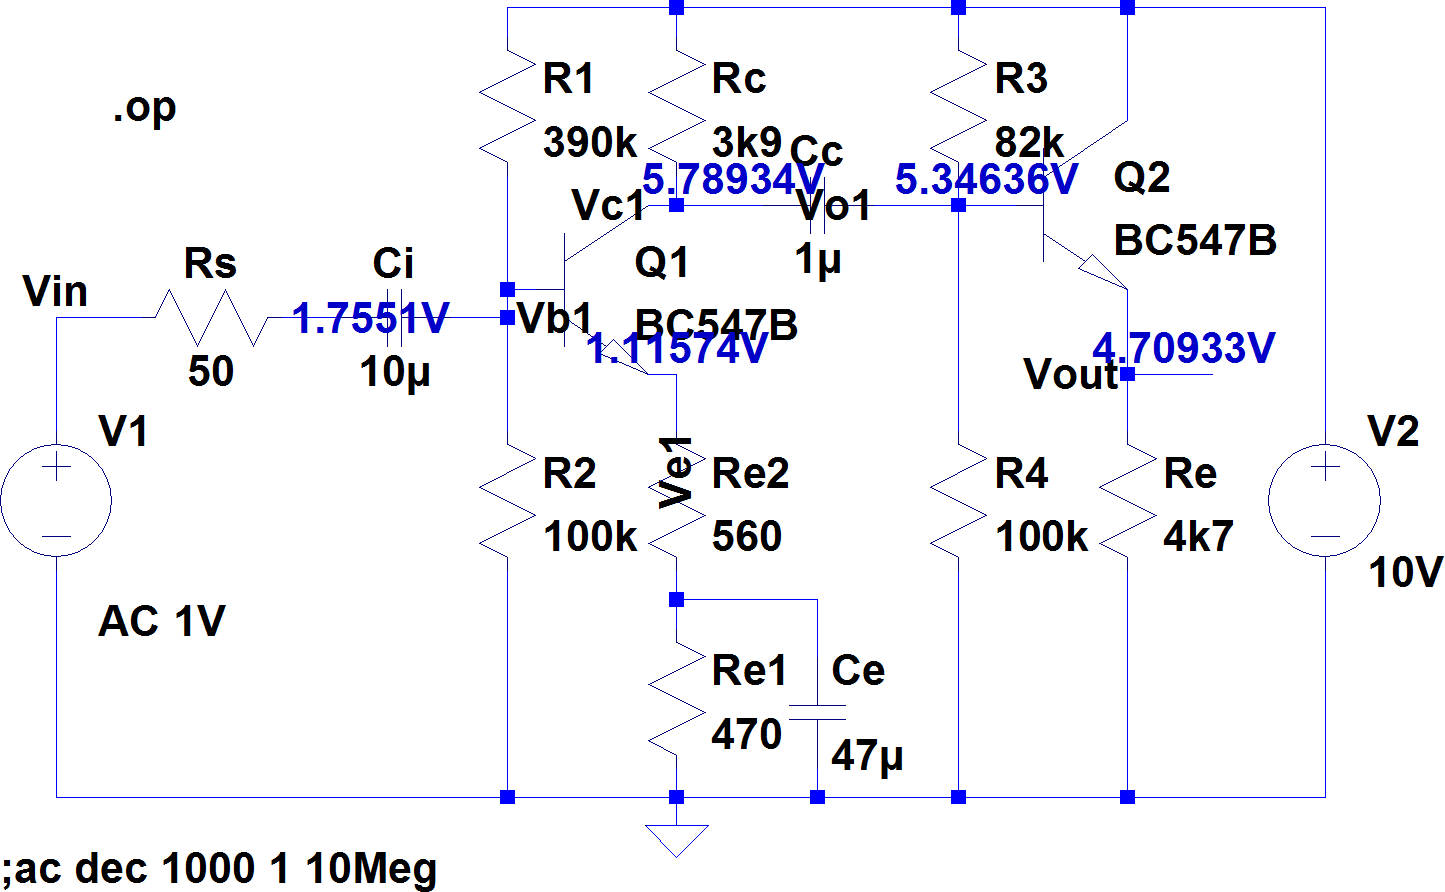 .op
R1
390k
Rc
3k9
Cc
R3
82k
5.78934V
5.34636V
Vc1
Vo1
Q2
BC547B
1µ
Vin
Rs
50
Ci
10µ
1.7551V
Vb1
Q1
BC547B
1.11574V
4.70933V
Vout
V1
AC 1V
R2
100k
Ve1
Re2
560
R4
100k
Re
4k7
V2
10V
Re1
470
Ce
47µ
;ac dec 1000 1 10Meg